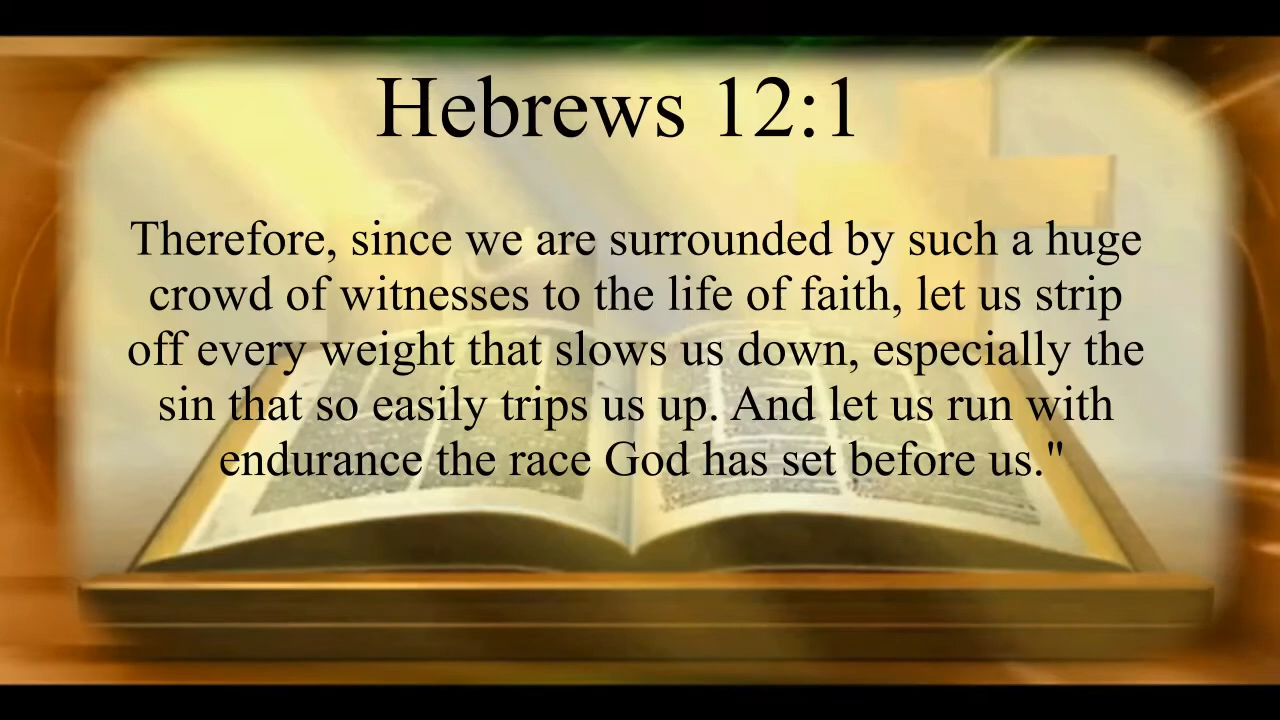 Hebrews 12:1
Therefore, since we are surrounded by such a huge
crowd of witnesses to the life of faith, let us strip
off every weight that slows us down, especially the
sin that so easily trips us up. And let us run with
endurance the race God has set before us."